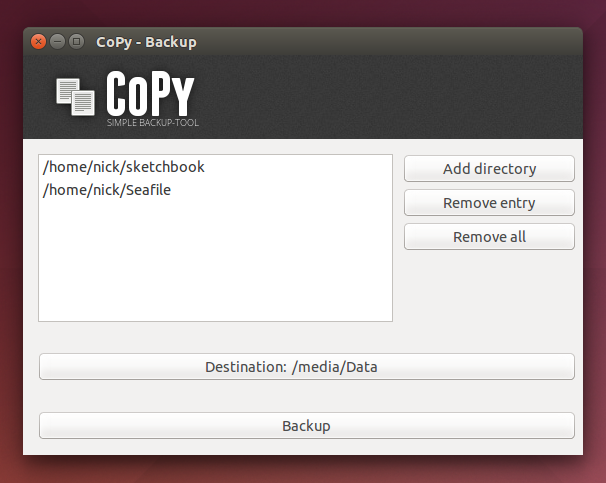 CoPy - Backup
CoPy
SIMPLE BACKUP-TOOL
/home/nick/sketchbook
/home/nick/Seafile
Add directory
Remove entry
Remove all
Destination: /media/Data
Backup